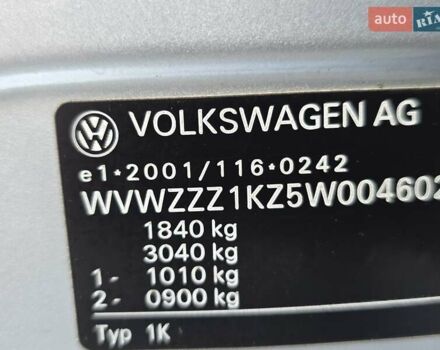 auto RIA
VOLKSWAGEN AG
e1*2001/116*0242
WVWZZZ1KZ5W004602
1840 kg
3040 kg
1- 1010 kg
2- 0900 kg
Typ 1K